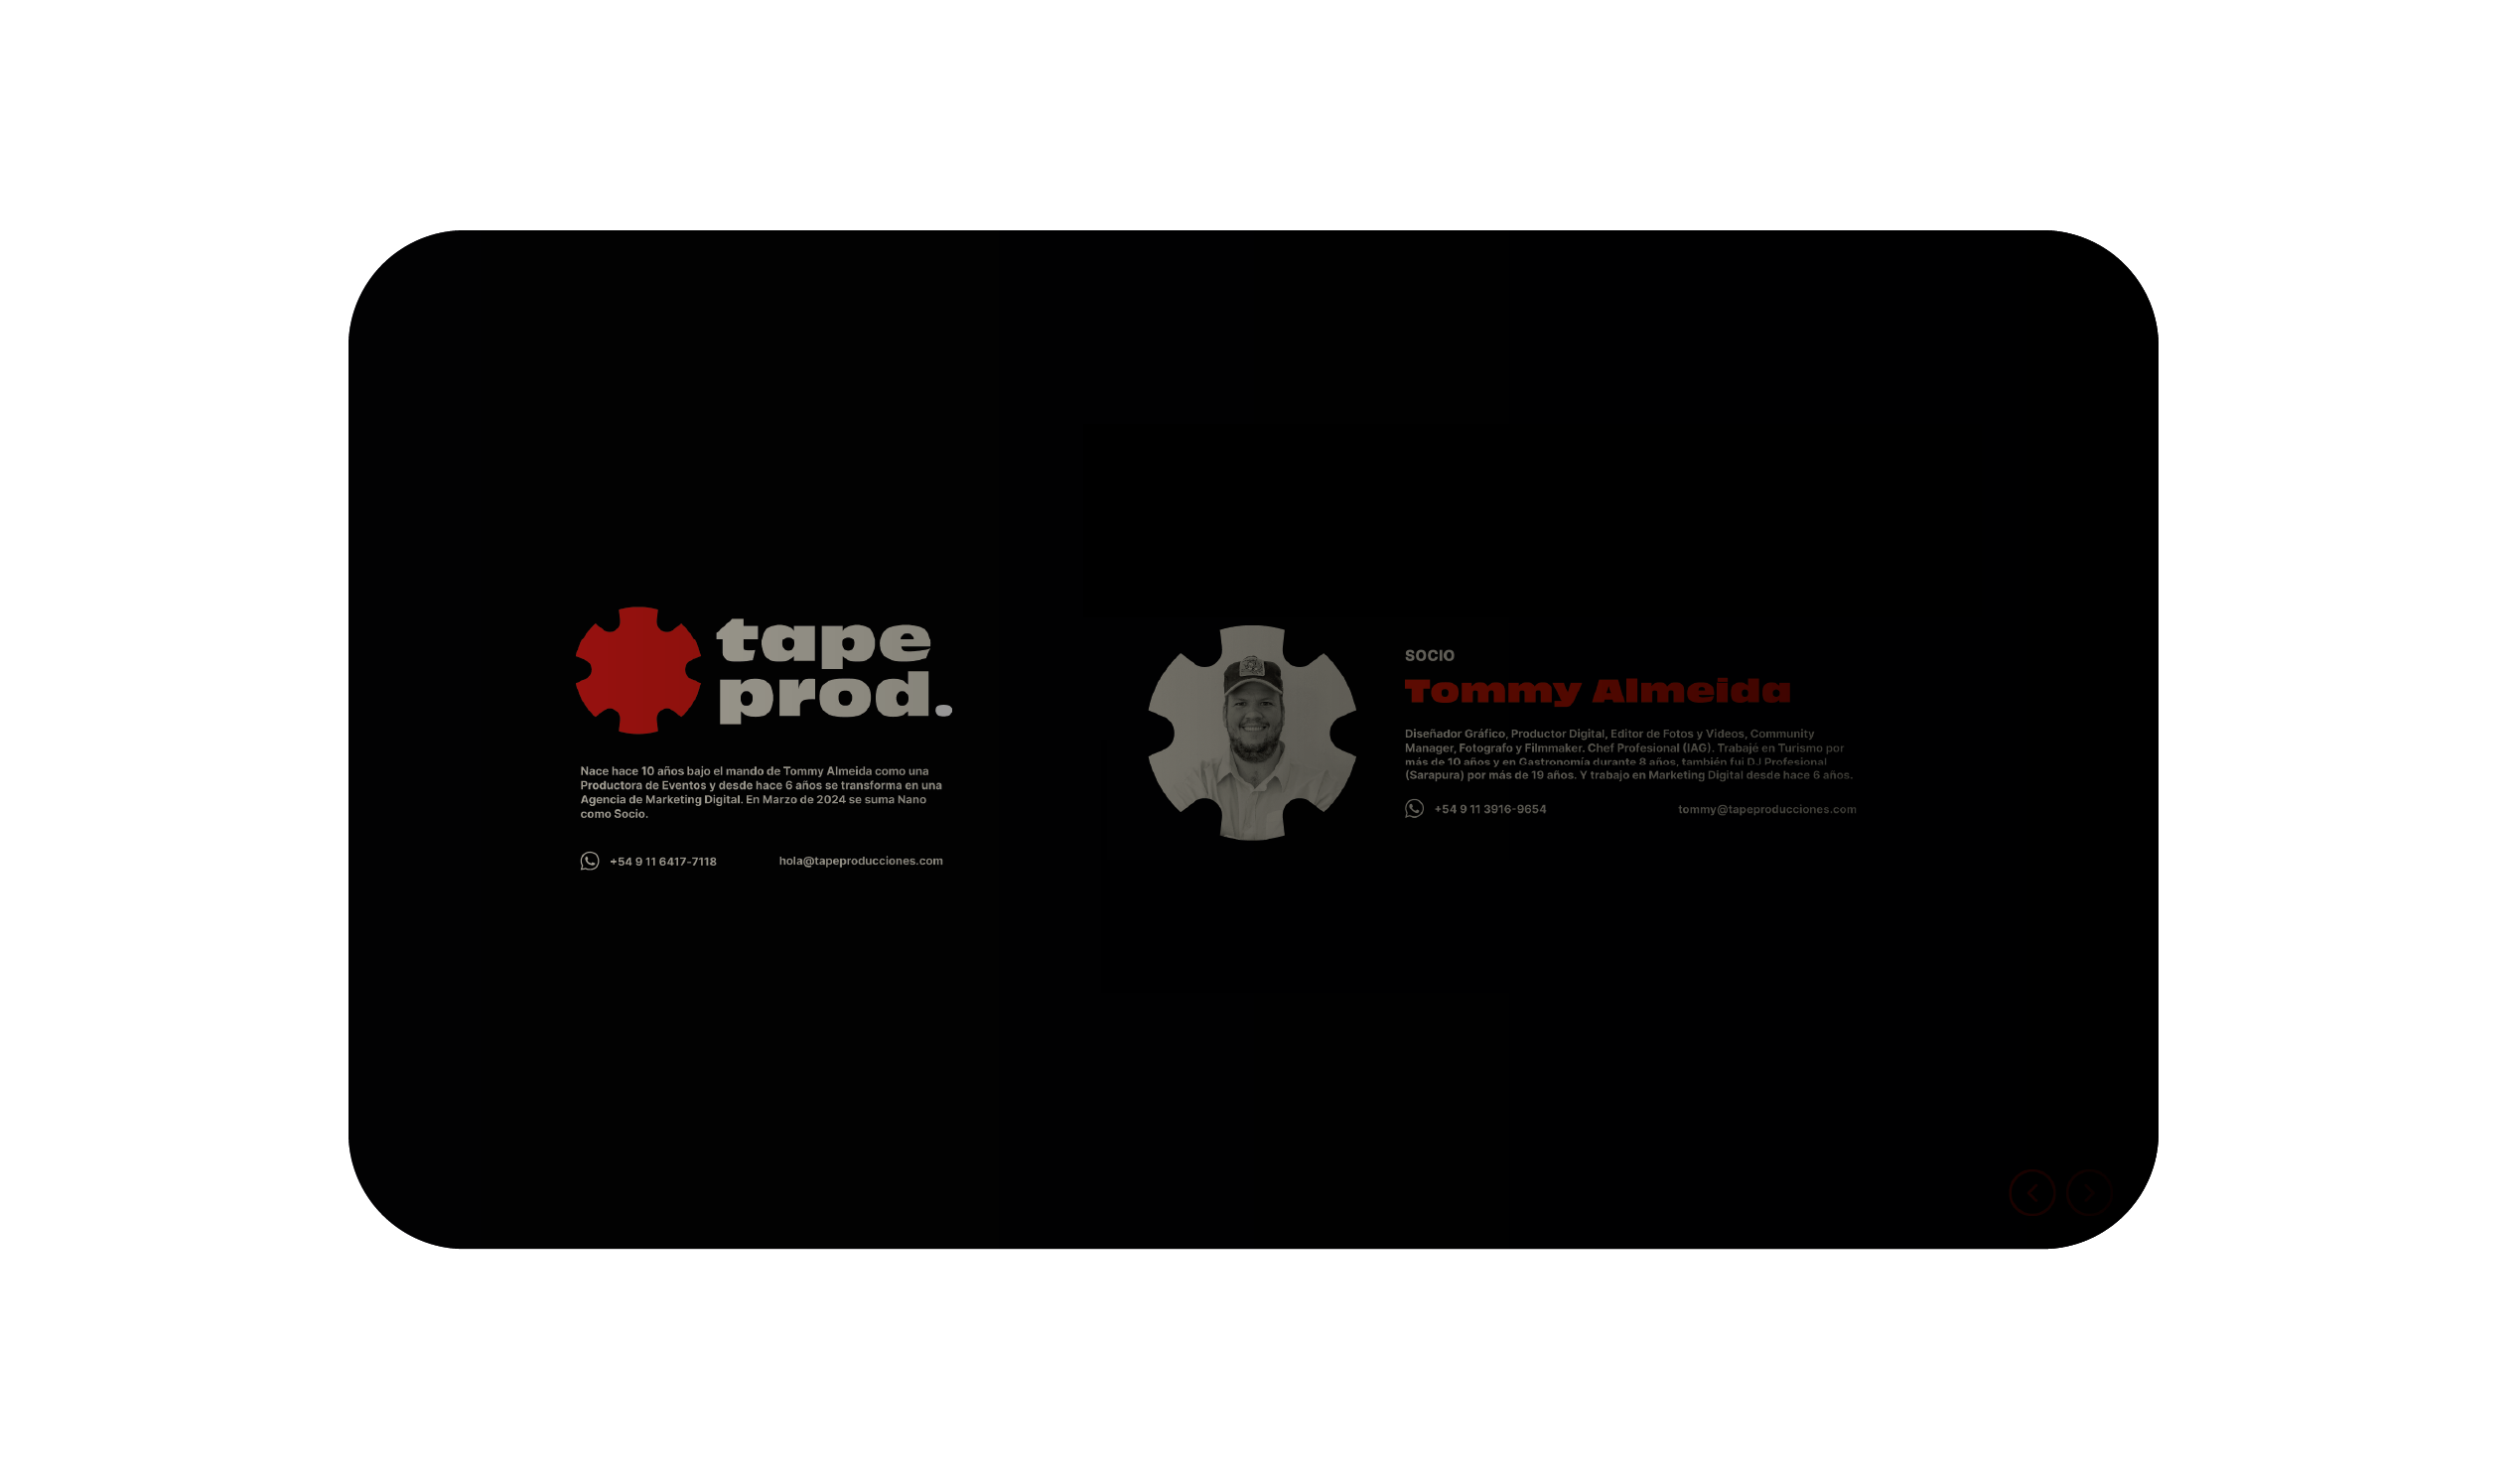 tape
prod.
Nace hace 10 años bajo el mando de Tommy Almeida como una
Productora de Eventos y desde hace 6 años se transforma en una
Agencia de Marketing Digital. En Marzo de 2024 se suma Nano
como Socio.
+54 9 11 6417-7118
hola@tapeproducciones.com
SOCIO
Tommy Almeida
Diseñador Gráfico, Productor Digital, Editor de Fotos y Videos, Community
Manager, Fotografo y Filmmaker. Chef Profesional (IAG). Trabajé en Turismo por
más de 10 años y en Gastronomía durante 8 años, también fui DJ Profesional
(Sarapura) por más de 19 años. Y trabajo en Marketing Digital desde hace 6 años.
+54 9 11 3916-9654
tommy@tapeproducciones.com